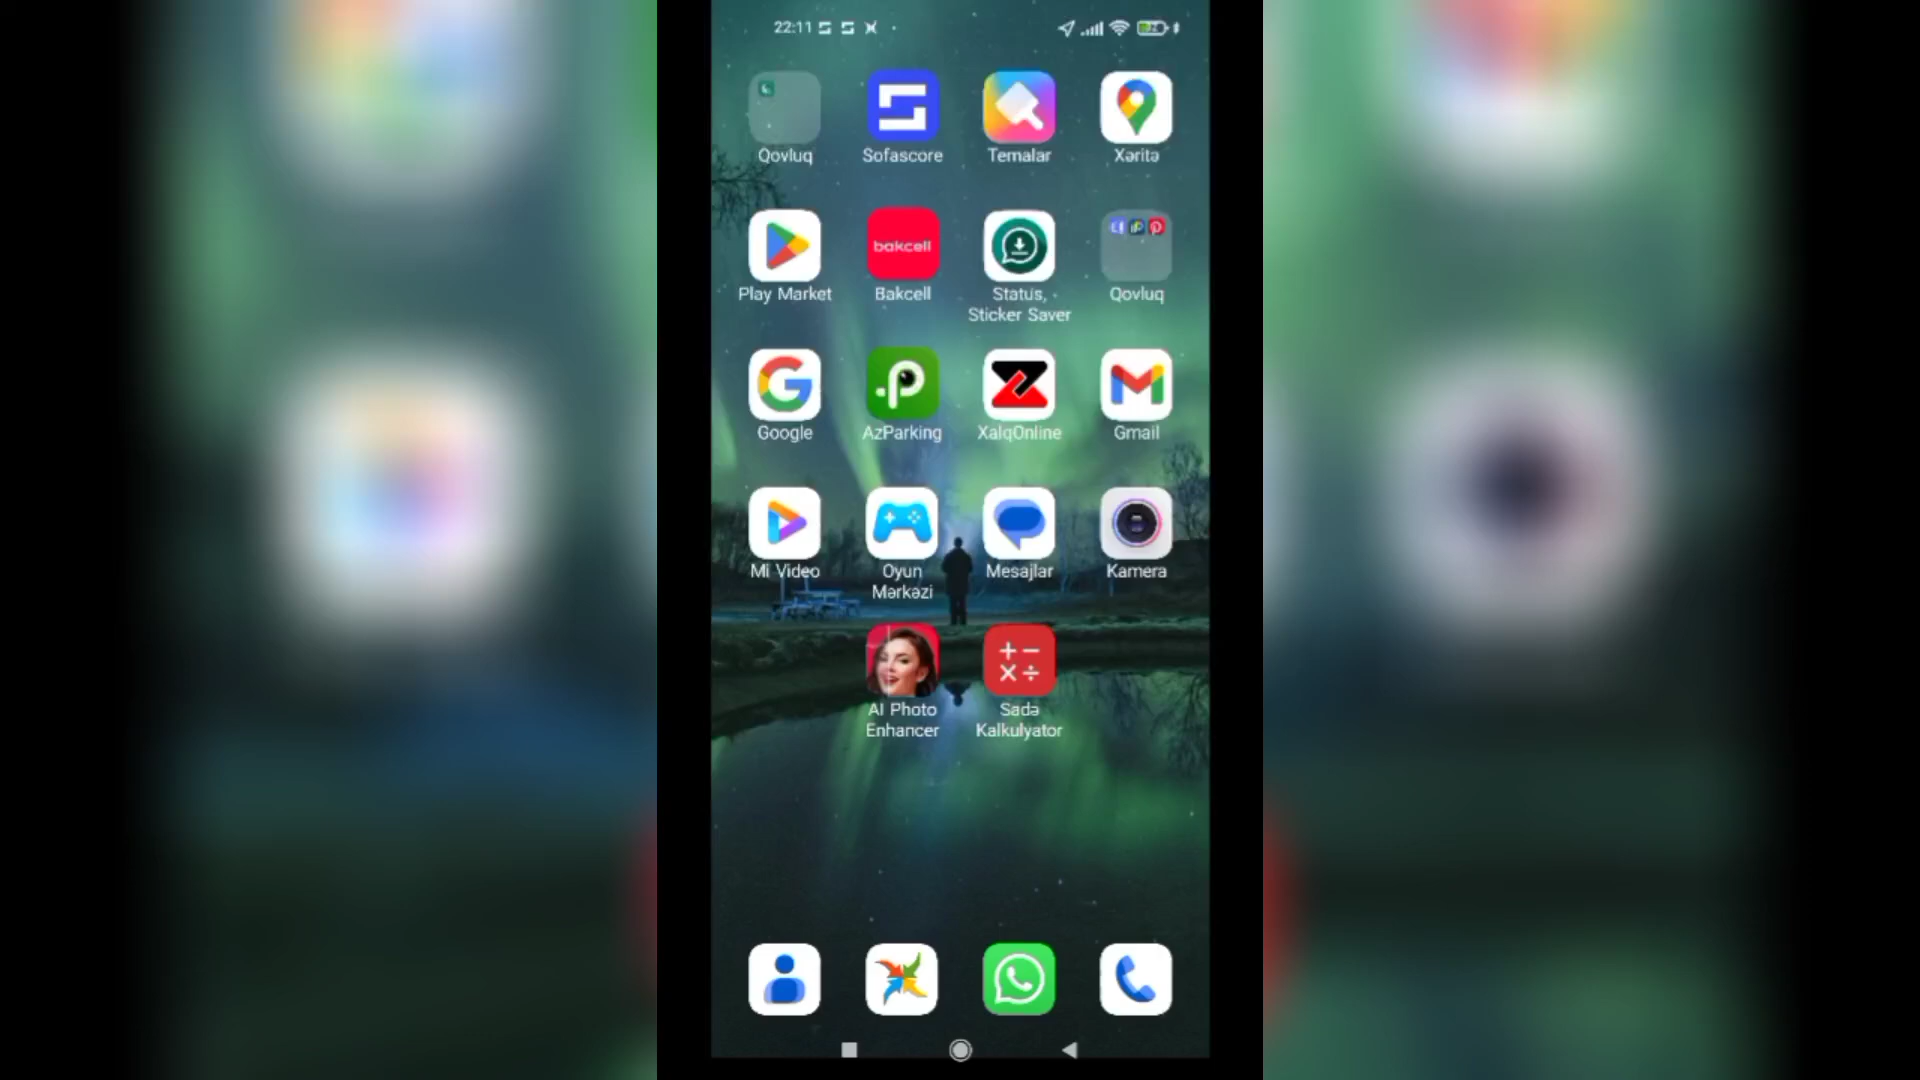 22:11
Qovluq
Sofascore
Temalar
Xəritə
bakcell
Play Market
Bakcell
Status,
Sticker Saver
Qovluq
Google
AzParking
XalqOnline
Gmail
Mi Video
Oyun
Mərkəzi
Mesajlar
Kamera
AI Photo
Enhancer
Sadə
Kalkulyator